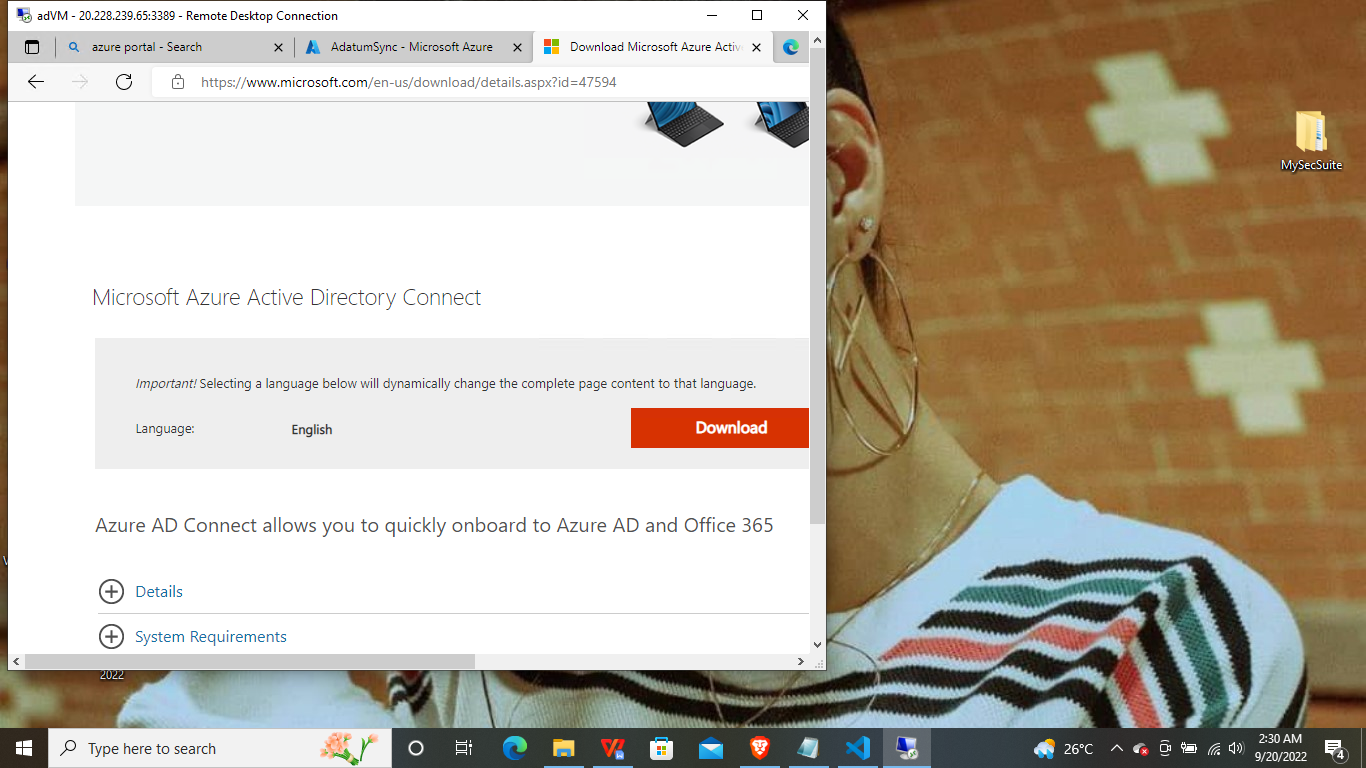 adVM - 20.228.239.65:3389 - Remote Desktop Connection
azure portal - Search
AdatumSync - Microsoft Azure
Download Microsoft Azure Activ
https://www.microsoft.com/en-us/download/details.aspx?id=47594
MySecSuite
Microsoft Azure Active Directory Connect
Important! Selecting a language below will dynamically change the complete page content to that language.
Language: English Download
Azure AD Connect allows you to quickly onboard to Azure AD and Office 365
Details
System Requirements
2022
Type here to search
26°C
2:30 AM
9/20/2022
4